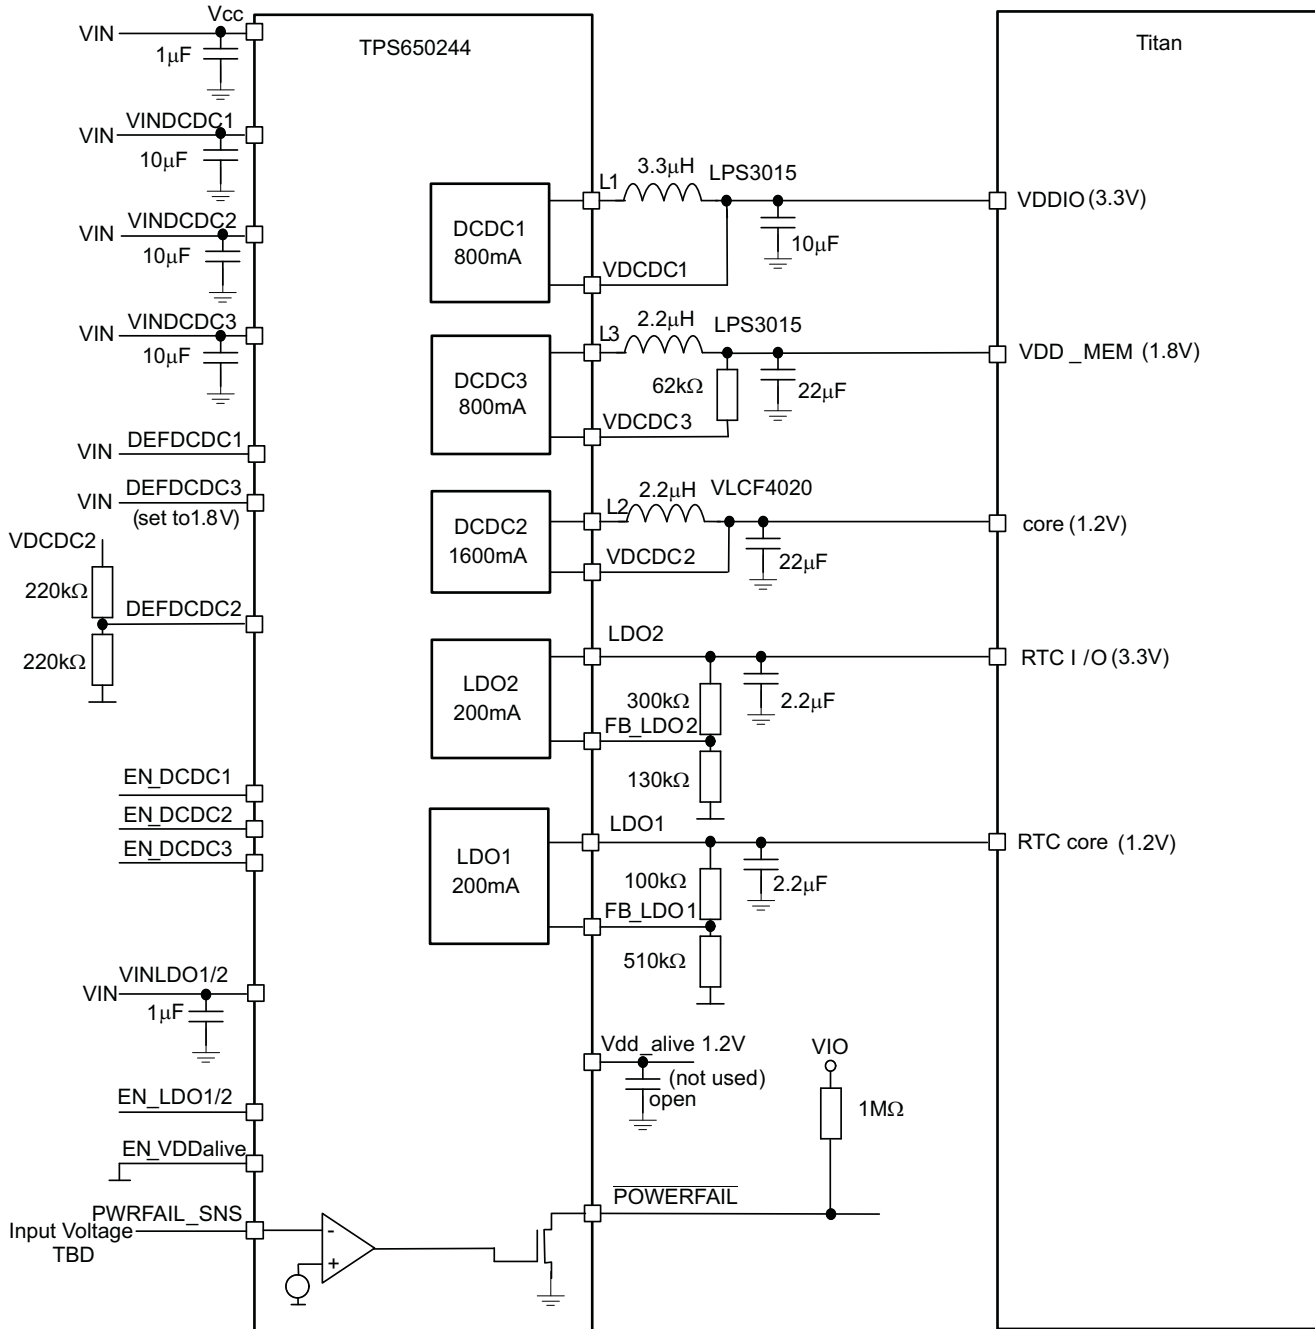 Vcc
VIN
1µF
TPS650244
Titan
VINDCDC1
VIN
10µF
VINDCDC2
VIN
10µF
VINDCDC3
VIN
10µF
DEFDCDC1
VIN
DEFDCDC3
VIN
(set to1.8V)
VDCDC2
220kΩ
DEFDCDC2
220kΩ
EN_DCDC1
EN_DCDC2
EN_DCDC3
VINLDO1/2
VIN
1µF
EN_LDO1/2
EN_VDDalive
PWRFAIL_SNS
Input Voltage
TBD
-
+
DCDC1
800mA
L1
3.3µH
LPS3015
10µF
VDCDC1
VDDIO (3.3V)
DCDC3
800mA
L3
2.2µH
LPS3015
62kΩ
22µF
VDCDC3
VDD_MEM (1.8V)
DCDC2
1600mA
L2
2.2µH
VLCF4020
22µF
VDCDC2
core (1.2V)
LDO2
200mA
LDO2
300kΩ
2.2µF
FB_LDO2
130kΩ
RTC I/O (3.3V)
LDO1
200mA
LDO1
100kΩ
2.2µF
FB_LDO1
510kΩ
RTC core (1.2V)
Vdd_alive 1.2V
(not used)
open
VIO
1MΩ
POWERFAIL